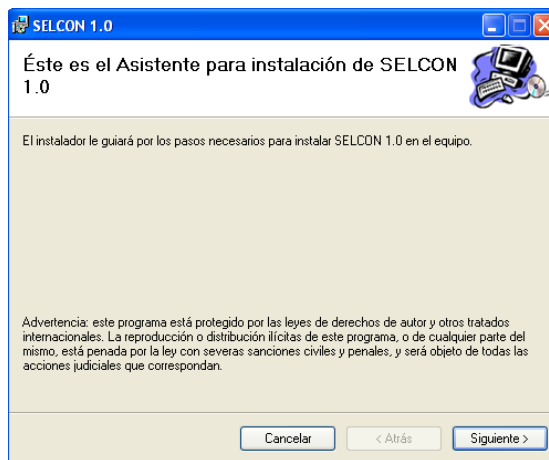 SELCON 1.0
Éste es el Asistente para instalación de SELCON
1.0
El instalador le guiará por los pasos necesarios para instalar SELCON 1.0 en el equipo.
Advertencia: este programa está protegido por las leyes de derechos de autor y otros tratados
internacionales. La reproducción o distribución ilícitas de este programa, o de cualquier parte del
mismo, está penada por la ley con severas sanciones civiles y penales, y será objeto de todas las
acciones judiciales que correspondan.
Cancelar < Atrás Siguiente >